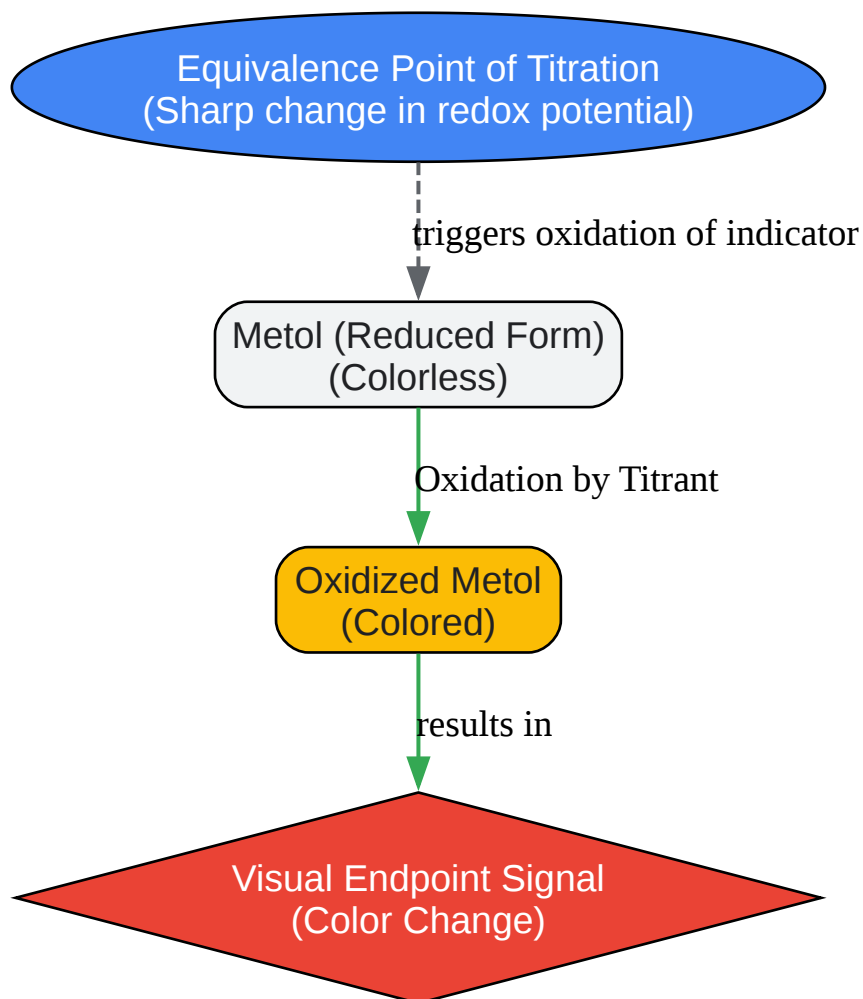 Equivalence Point of Titration
(Sharp change in redox potential)
triggers oxidation of indicator
Metol (Reduced Form)
(Colorless)
Oxidation by Titrant
Oxidized Metol
(Colored)
results in
Visual Endpoint Signal
(Color Change)